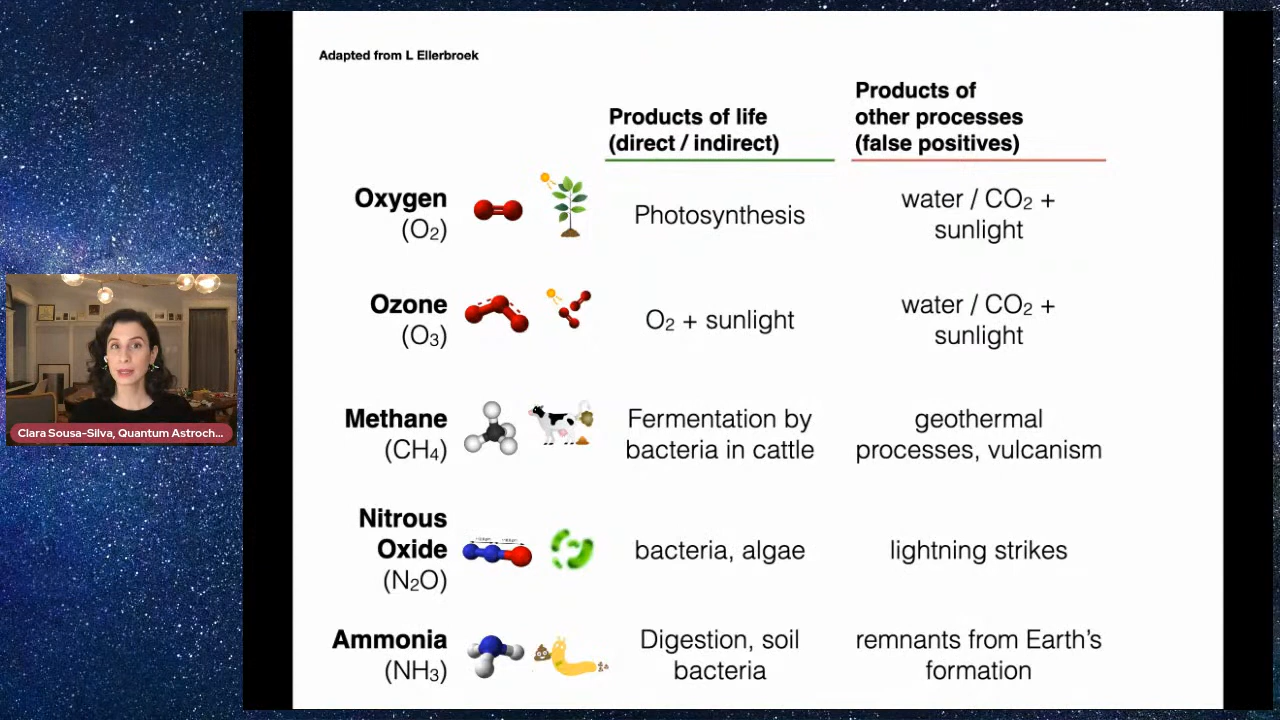 Adapted from L Ellerbroek
Products of life
(direct / indirect)
Products of
other processes
(false positives)
Oxygen
(O₂)
Photosynthesis
water / CO₂ +
sunlight
Ozone
(O₃)
O₂ + sunlight
water / CO₂ +
sunlight
Methane
(CH₄)
Fermentation by
bacteria in cattle
geothermal
processes, vulcanism
Nitrous
Oxide
(N₂O)
bacteria, algae
lightning strikes
Ammonia
(NH₃)
Digestion, soil
bacteria
remnants from Earth's
formation
Clara Sousa-Silva, Quantum Astroch...